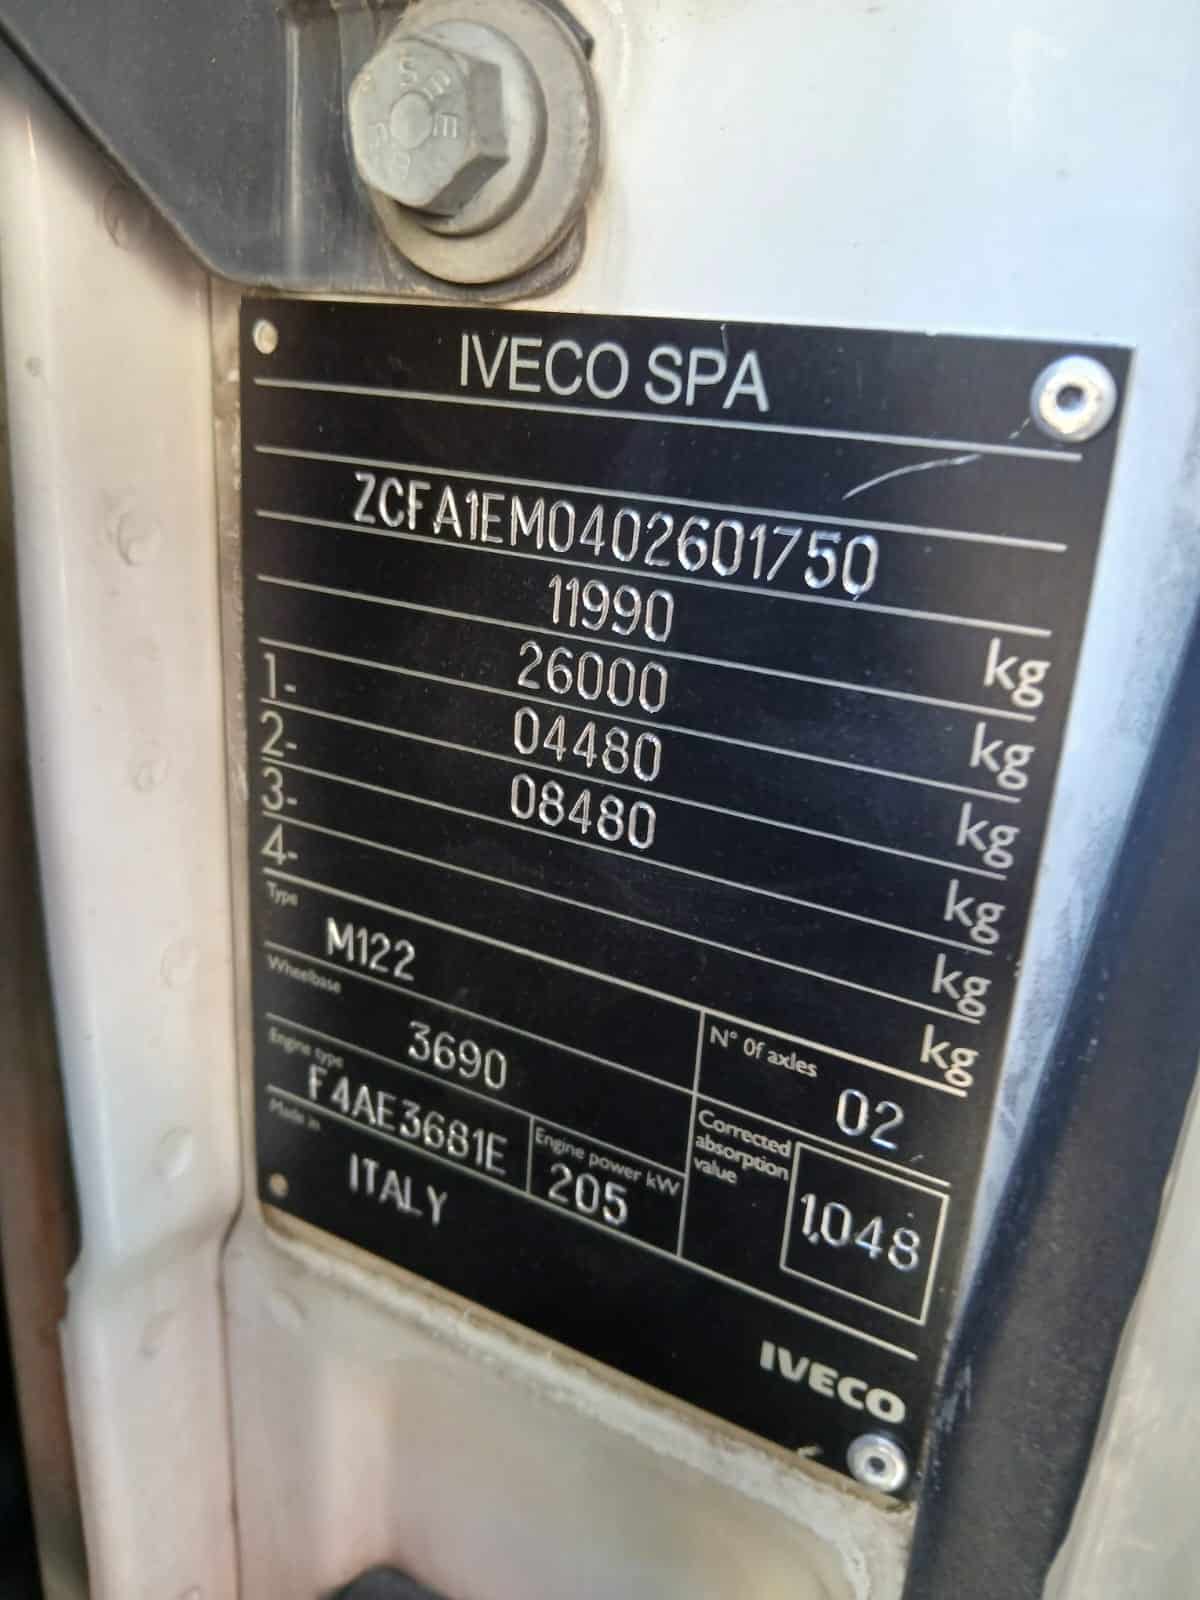 IVECO SPA
ZCFA1EM0402601750
11990 kg
26000 kg
1- 04480 kg
2- 08480 kg
3- kg
4- kg
Type
M122
Wheelbase
3690
N° Of axles
02
Engine type
F4AE3681E
Engine power kW
205
Corrected
absorption
value
1,048
Made in
ITALY
IVECO